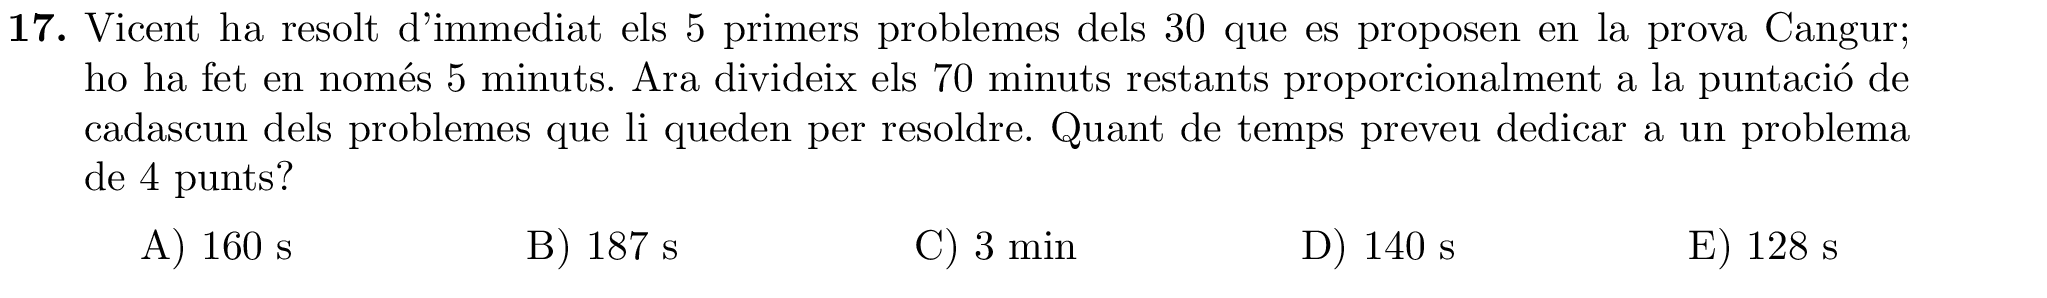 17. Vicent ha resolt d'immediat els 5 primers problemes dels 30 que es proposen en la prova Cangur;
ho ha fet en només 5 minuts. Ara divideix els 70 minuts restants proporcionalment a la puntació de
cadascun dels problemes que li queden per resoldre. Quant de temps preveu dedicar a un problema
de 4 punts?
A) 160 s B) 187 s C) 3 min D) 140 s E) 128 s